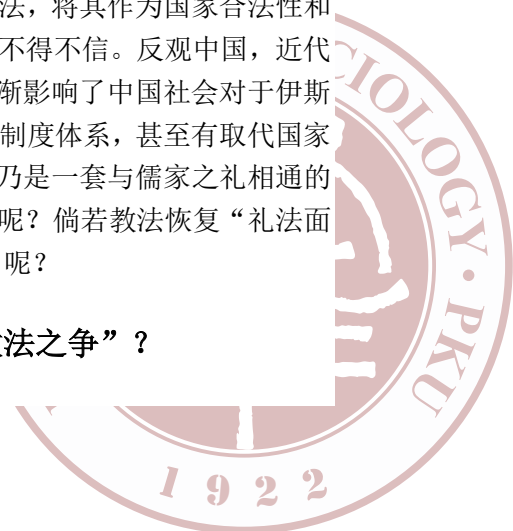 法，将其作为国家合法性和
不得不信。反观中国，近代
渐影响了中国社会对于伊斯
制度体系，甚至有取代国家
乃是一套与儒家之礼相通的
呢？倘若教法恢复“礼法面
呢？
法之争”？
CIOLOGY·PKU
1922